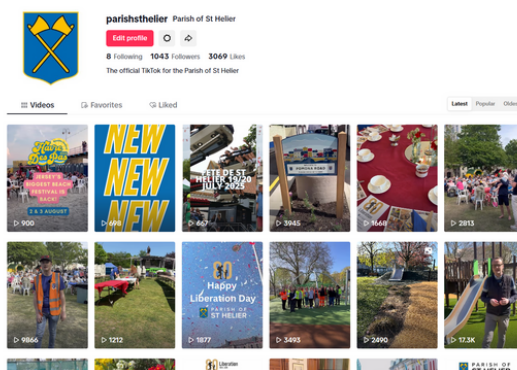 parishsthelier Parish of St Helier
Edit profile
8 Following 1043 Followers 3069 Likes
The official TikTok for the Parish of St Helier
Videos Favorites Liked
Latest Popular Oldes
JERSEY'S
BIGGEST BEACH
FESTIVAL IS
BACK!
2 & 3 AUGUST
NEW
NEW
NEW
FETE DE ST
HELIER 19/20
JULY 2025
900 698 667 3945 1668 2813
Happy
Liberation Day
PARISH OF
ST HELIER
9866 1212 1877 3493 2490 17.3K
Liberation
PARISH OF